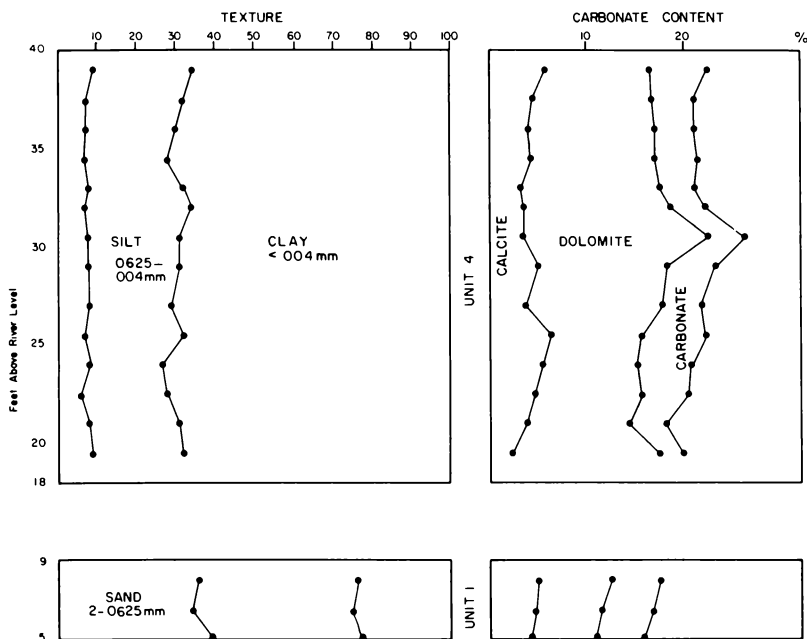 TEXTURE
CARBONATE CONTENT
10 20 30 40 50 60 70 80 90 100
10 20 %
40
35
30
25
20
18
Feet Above River Level
SILT
0625–
004mm
CLAY
< 004mm
UNIT 4
CALCITE
DOLOMITE
CARBONATE
9
5
SAND
2-0625mm
UNIT 1